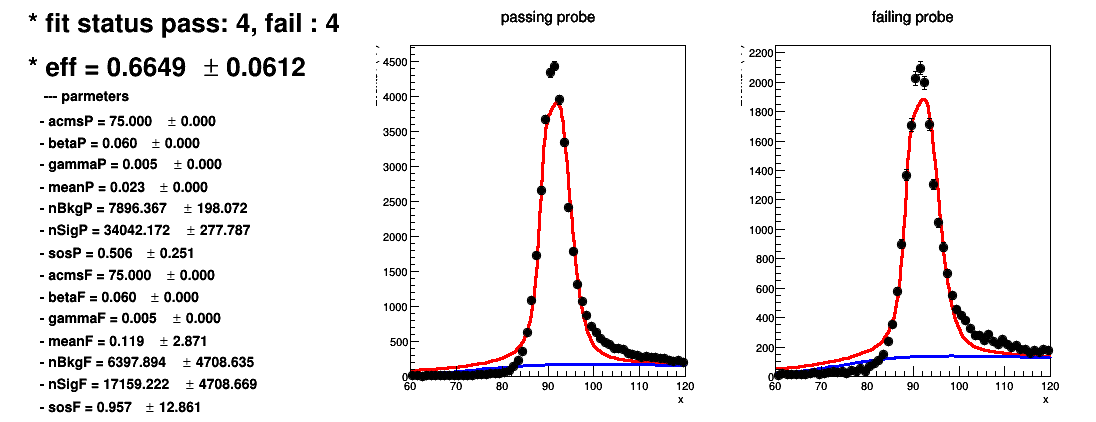 * fit status pass: 4, fail : 4
* eff = 0.6649 ± 0.0612
--- parmeters
- acmsP = 75.000 ± 0.000
- betaP = 0.060 ± 0.000
- gammaP = 0.005 ± 0.000
- meanP = 0.023 ± 0.000
- nBkgP = 7896.367 ± 198.072
- nSigP = 34042.172 ± 277.787
- sosP = 0.506 ± 0.251
- acmsF = 75.000 ± 0.000
- betaF = 0.060 ± 0.000
- gammaF = 0.005 ± 0.000
- meanF = 0.119 ± 2.871
- nBkgF = 6397.894 ± 4708.635
- nSigF = 17159.222 ± 4708.669
- sosF = 0.957 ± 12.861
passing probe
4500
4000
3500
3000
2500
2000
1500
1000
500
0
60 70 80 90 100 110 120
x
failing probe
2200
2000
1800
1600
1400
1200
1000
800
600
400
200
0
60 70 80 90 100 110 120
x